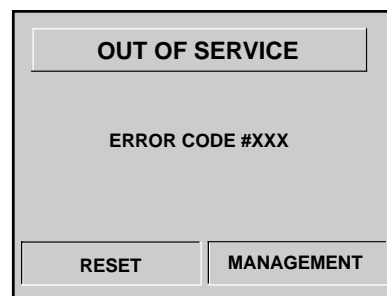 OUT OF SERVICE
ERROR CODE #XXX
RESET MANAGEMENT